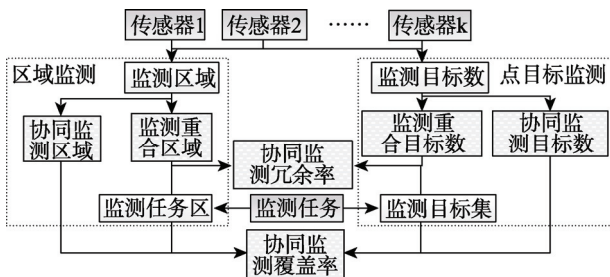 传感器1 传感器2 …… 传感器k
区域监测 监测区域 监测目标数 点目标监测
协同监
测区域
监测重
合区域
监测重
合目标数
协同监
测目标数
协同监
测冗余率
监测任务区 监测任务 监测目标集
协同监
测覆盖率